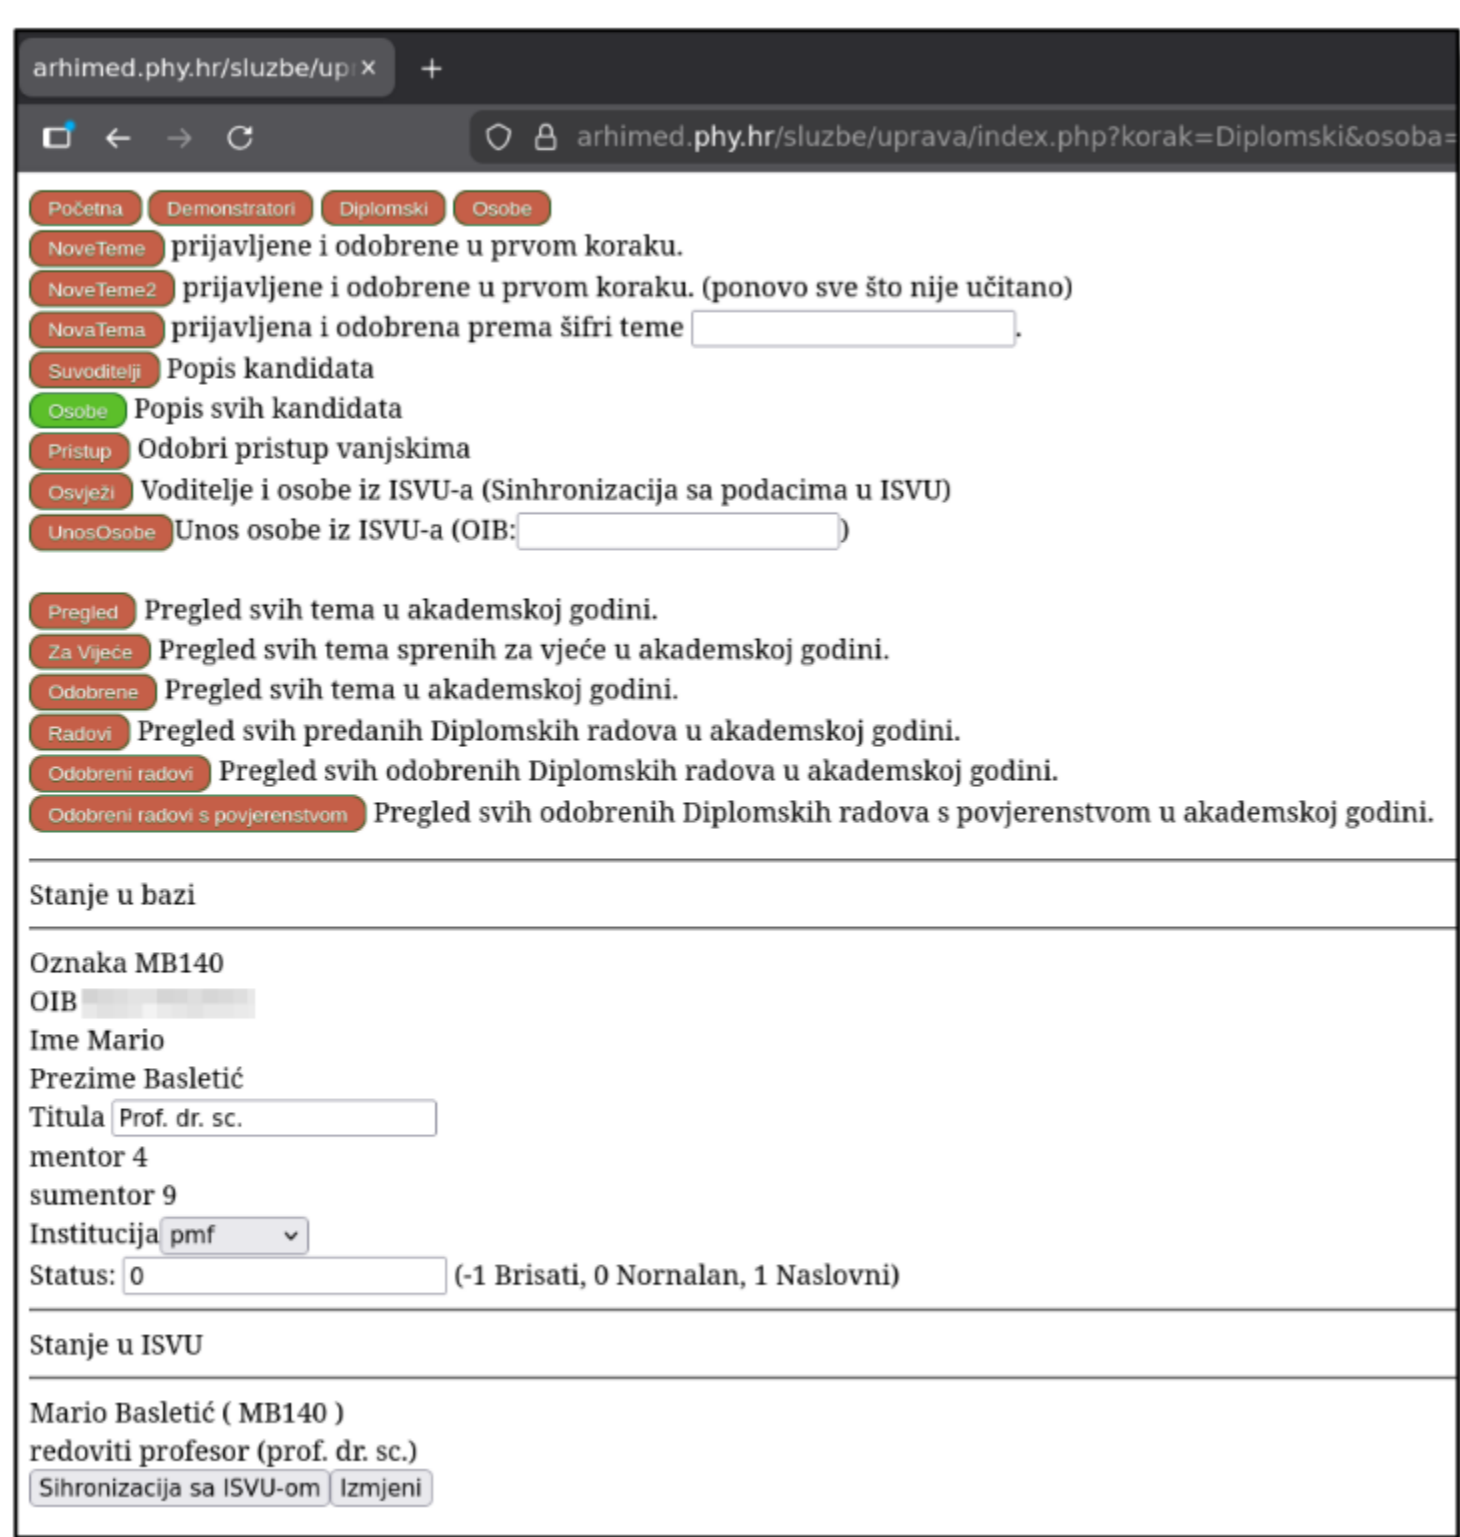 arhimed.phy.hr/sluzbe/up
arhimed.phy.hr/sluzbe/uprava/index.php?korak=Diplomski&osoba=
Početna Demonstratori Diplomski Osobe
NoveTeme prijavljene i odobrene u prvom koraku.
NoveTeme2 prijavljene i odobrene u prvom koraku. (ponovo sve što nije učitano)
NovaTema prijavljena i odobrena prema šifri teme .
Suvoditelji Popis kandidata
Osobe Popis svih kandidata
Pristup Odobri pristup vanjskima
Osvježi Voditelje i osobe iz ISVU-a (Sinhronizacija sa podacima u ISVU)
UnosOsobe Unos osobe iz ISVU-a (OIB: )
Pregled Pregled svih tema u akademskoj godini.
Za Vijeće Pregled svih tema sprenih za vjeće u akademskoj godini.
Odobrene Pregled svih tema u akademskoj godini.
Radovi Pregled svih predanih Diplomskih radova u akademskoj godini.
Odobreni radovi Pregled svih odobrenih Diplomskih radova u akademskoj godini.
Odobreni radovi s povjerenstvom Pregled svih odobrenih Diplomskih radova s povjerenstvom u akademskoj godini.
Stanje u bazi
Oznaka MB140
OIB
Ime Mario
Prezime Basletić
Titula Prof. dr. sc.
mentor 4
sumentor 9
Institucija pmf
Status: 0 (-1 Brisati, 0 Nornalan, 1 Naslovni)
Stanje u ISVU
Mario Basletić ( MB140 )
redoviti profesor (prof. dr. sc.)
Sihronizacija sa ISVU-om Izmjeni